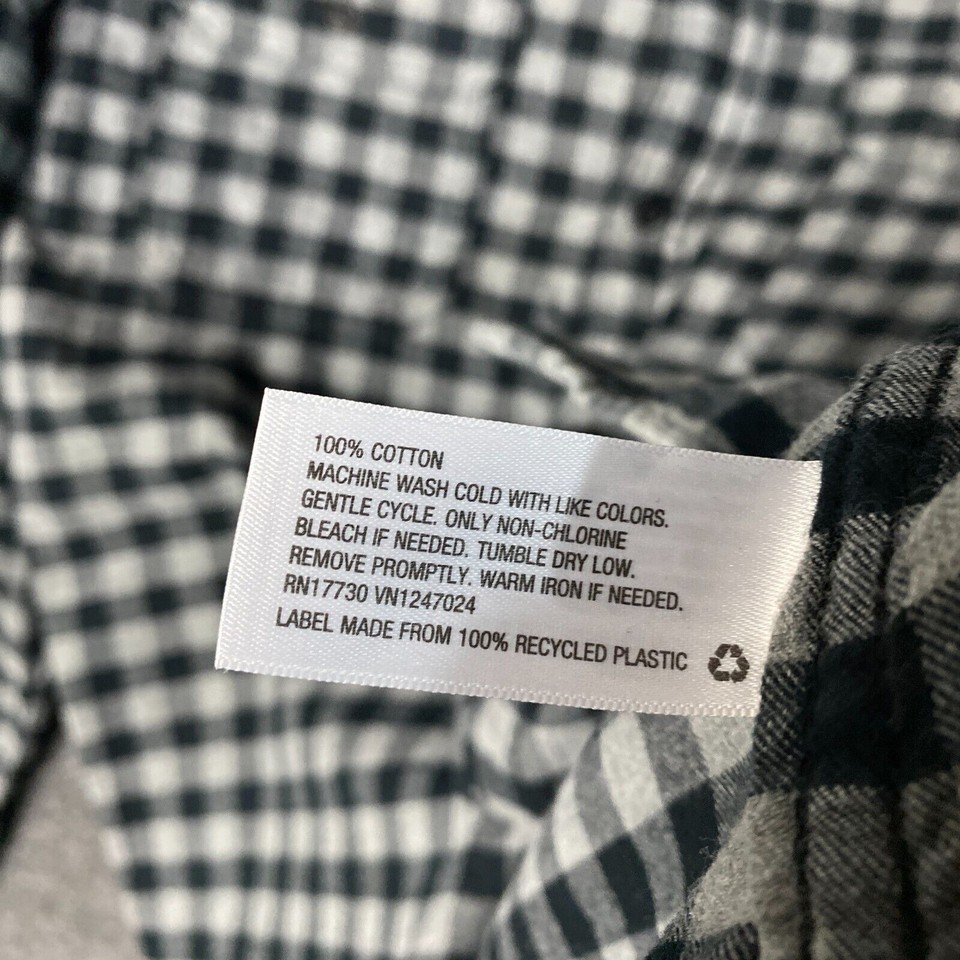 100% COTTON
MACHINE WASH COLD WITH LIKE COLORS.
GENTLE CYCLE. ONLY NON-CHLORINE
BLEACH IF NEEDED. TUMBLE DRY LOW.
REMOVE PROMPTLY. WARM IRON IF NEEDED.
RN17730 VN1247024
LABEL MADE FROM 100% RECYCLED PLASTIC